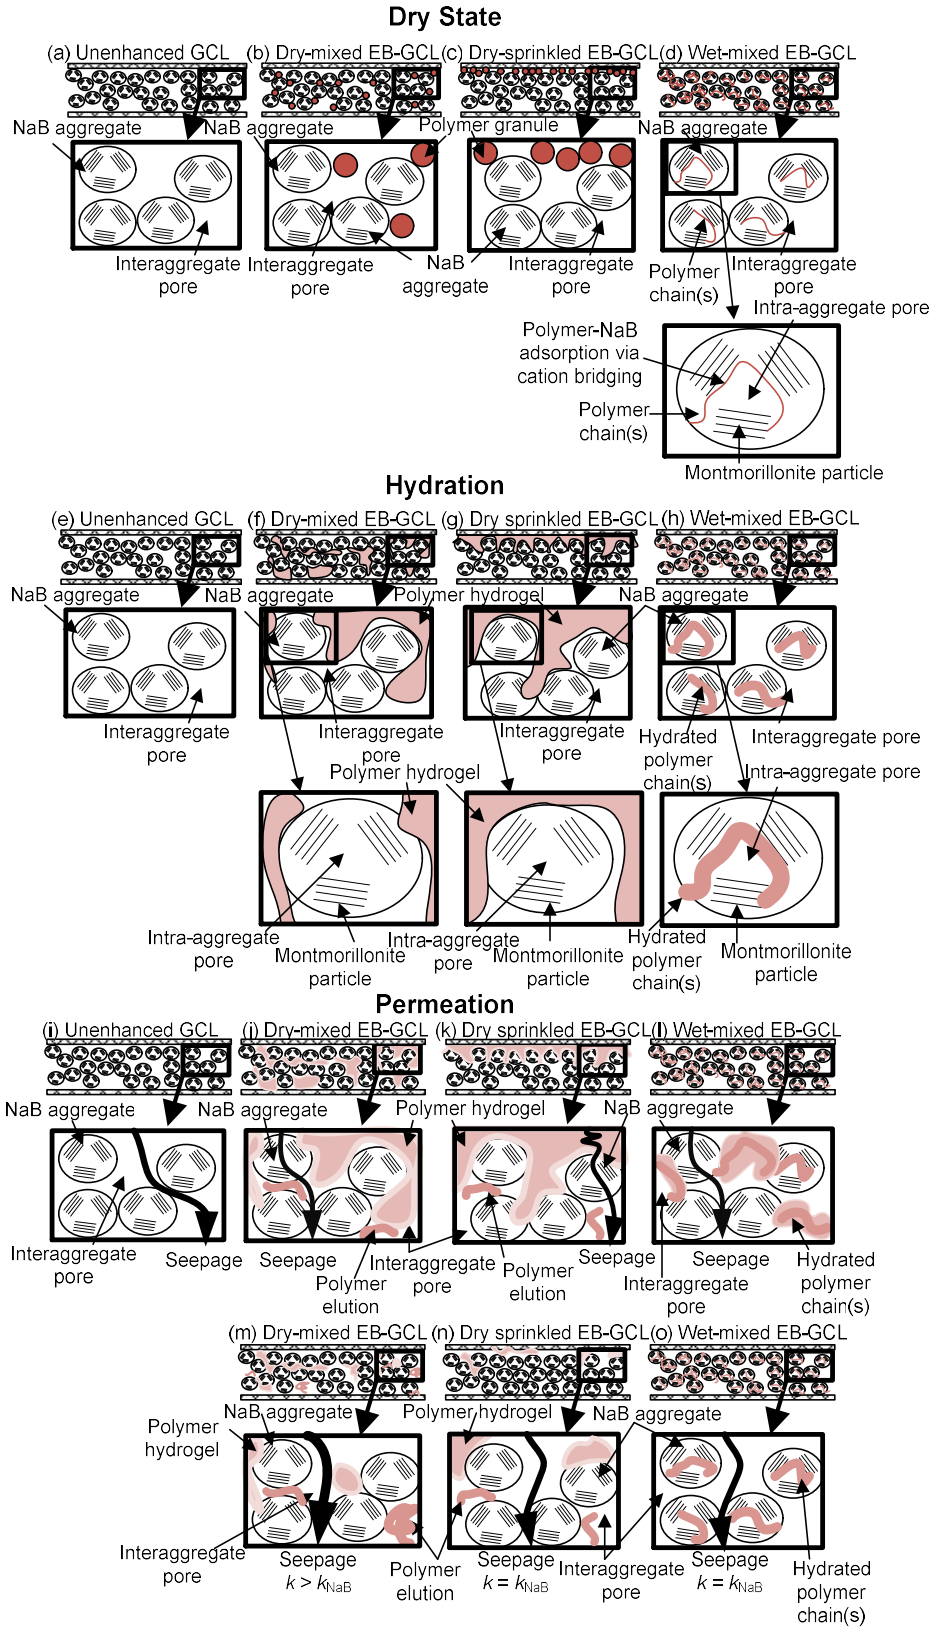 Dry State
(a) Unenhanced GCL
(b) Dry-mixed EB-GCL
(c) Dry-sprinkled EB-GCL
(d) Wet-mixed EB-GCL
NaB aggregate
NaB aggregate
Polymer granule
NaB aggregate
Interaggregate
pore
Interaggregate
pore
NaB
aggregate
Interaggregate
pore
Polymer
chain(s)
Interaggregate
pore
Intra-aggregate pore
Polymer-NaB
adsorption via
cation bridging
Polymer
chain(s)
Montmorillonite particle
Hydration
(e) Unenhanced GCL
(f) Dry-mixed EB-GCL
(g) Dry sprinkled EB-GCL
(h) Wet-mixed EB-GCL
NaB aggregate
NaB aggregate
Polymer hydrogel
NaB aggregate
Interaggregate
pore
Interaggregate
pore
Interaggregate
pore
Hydrated
polymer
chain(s)
Interaggregate pore
Polymer hydrogel
Intra-aggregate pore
Intra-aggregate
pore
Montmorillonite
particle
Intra-aggregate
pore
Montmorillonite
particle
Hydrated
polymer
chain(s)
Montmorillonite
particle
Permeation
(i) Unenhanced GCL
(j) Dry-mixed EB-GCL
(k) Dry sprinkled EB-GCL
(l) Wet-mixed EB-GCL
NaB aggregate
NaB aggregate
Polymer hydrogel
NaB aggregate
Interaggregate
pore
Seepage
Seepage
Polymer
elution
Interaggregate
pore
Polymer
elution
Seepage
Interaggregate
pore
Seepage
Hydrated
polymer
chain(s)
(m) Dry-mixed EB-GCL
(n) Dry sprinkled EB-GCL
(o) Wet-mixed EB-GCL
NaB aggregate
Polymer hydrogel
NaB aggregate
Polymer
hydrogel
Interaggregate
pore
Seepage
k > kNaB
Polymer
elution
Seepage
k = kNaB
Interaggregate
pore
Seepage
k = kNaB
Hydrated
polymer
chain(s)